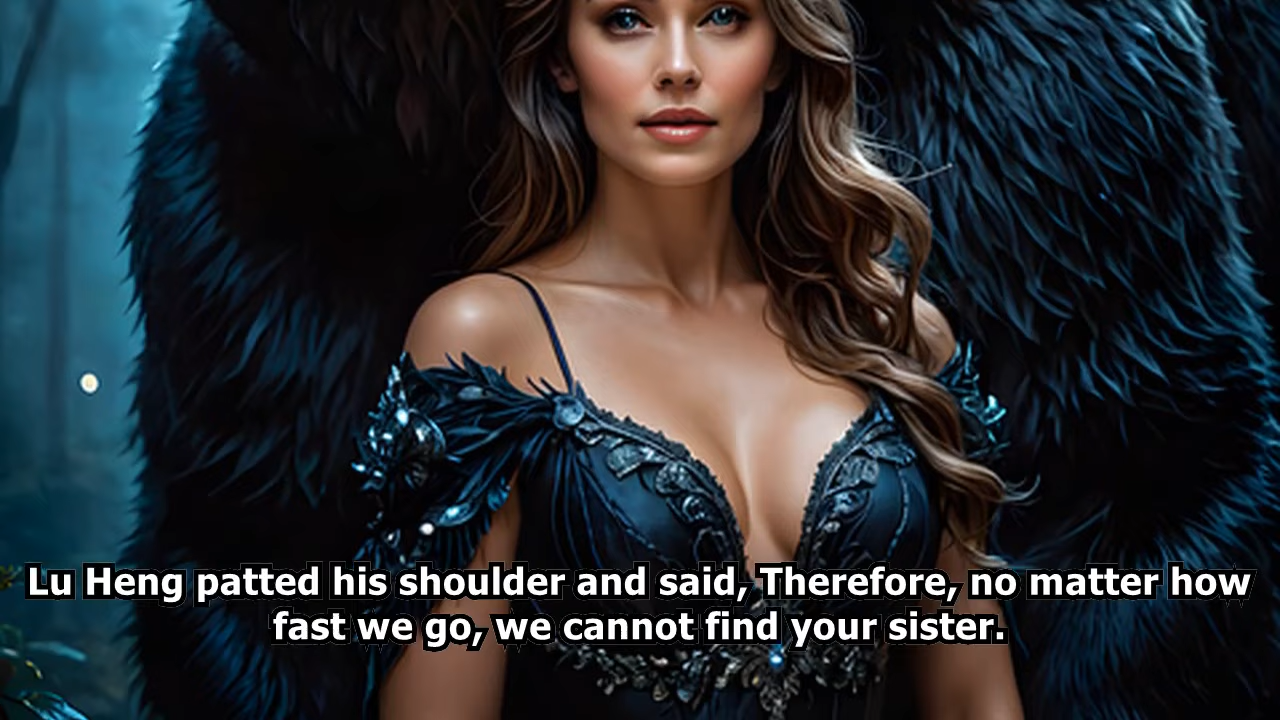 Lu Heng patted his shoulder and said, Therefore, no matter how
fast we go, we cannot find your sister.